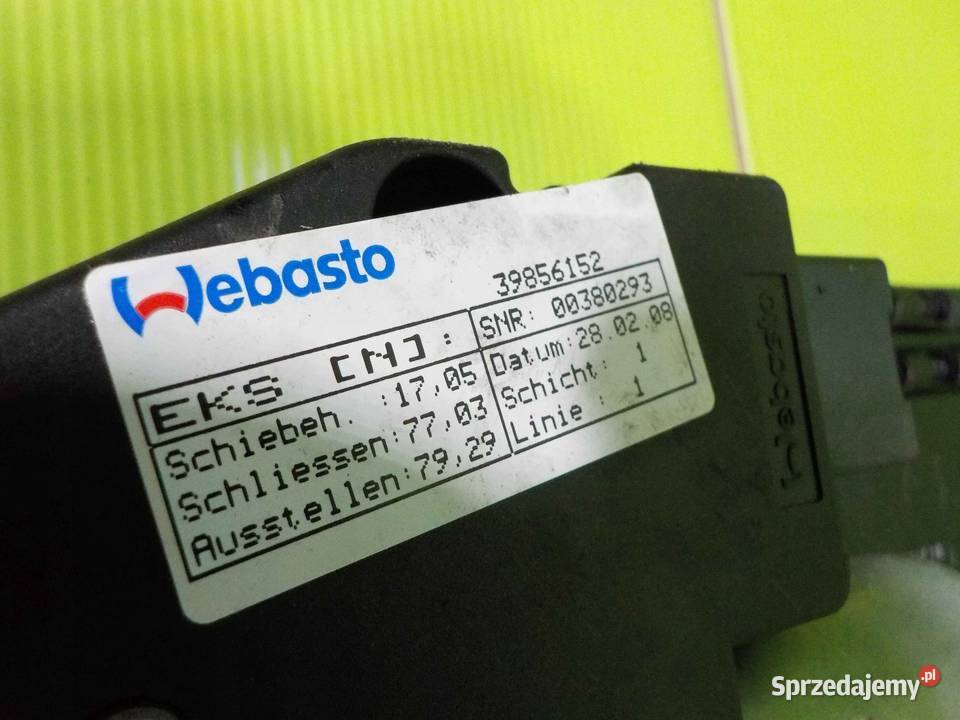 Webasto
39856152
EKS [N]:
SNR: 00380293
Schiebeh. :17,05
Datum:28.02.08
Schliessen:77,03
Schicht: 1
Ausstellen:79,29
Linie : 1
Webasto
Sprzedajemy.pl